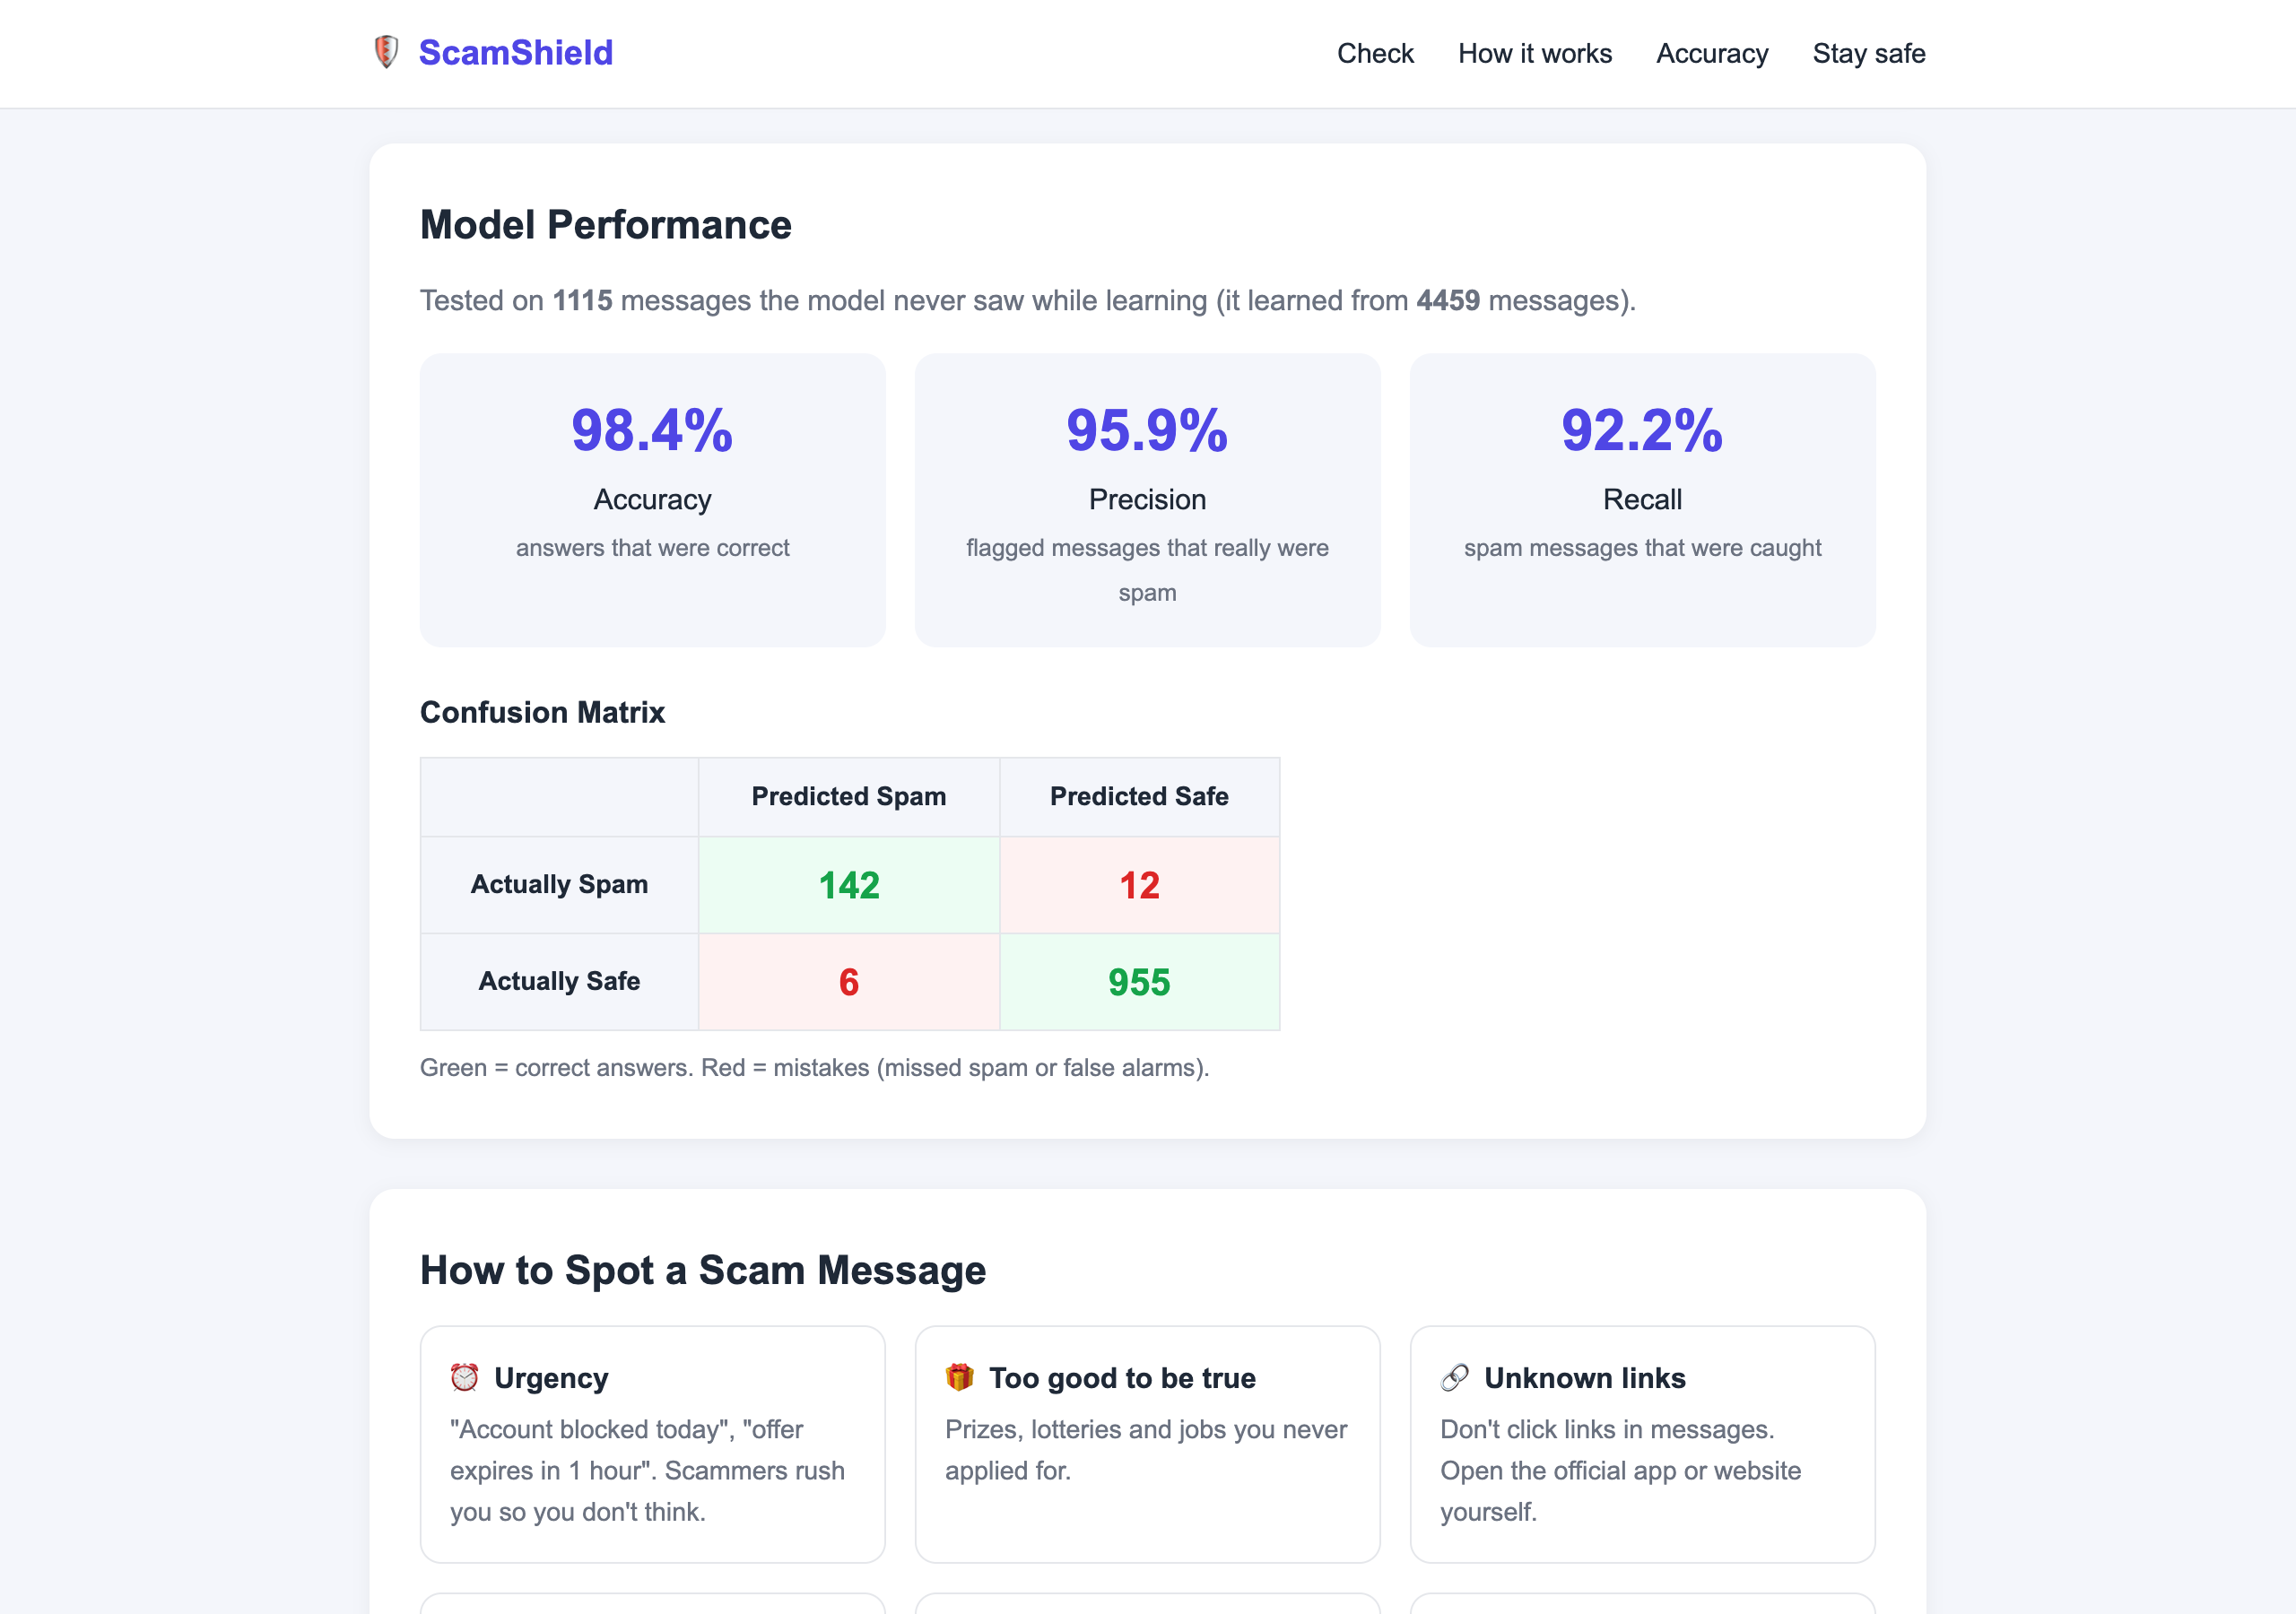 ScamShield
Check How it works Accuracy Stay safe
Model Performance
Tested on 1115 messages the model never saw while learning (it learned from 4459 messages).
98.4%
Accuracy
answers that were correct
95.9%
Precision
flagged messages that really were
spam
92.2%
Recall
spam messages that were caught
Confusion Matrix
Predicted Spam Predicted Safe
Actually Spam 142 12
Actually Safe 6 955
Green = correct answers. Red = mistakes (missed spam or false alarms).
How to Spot a Scam Message
Urgency
"Account blocked today", "offer
expires in 1 hour". Scammers rush
you so you don't think.
Too good to be true
Prizes, lotteries and jobs you never
applied for.
Unknown links
Don't click links in messages.
Open the official app or website
yourself.